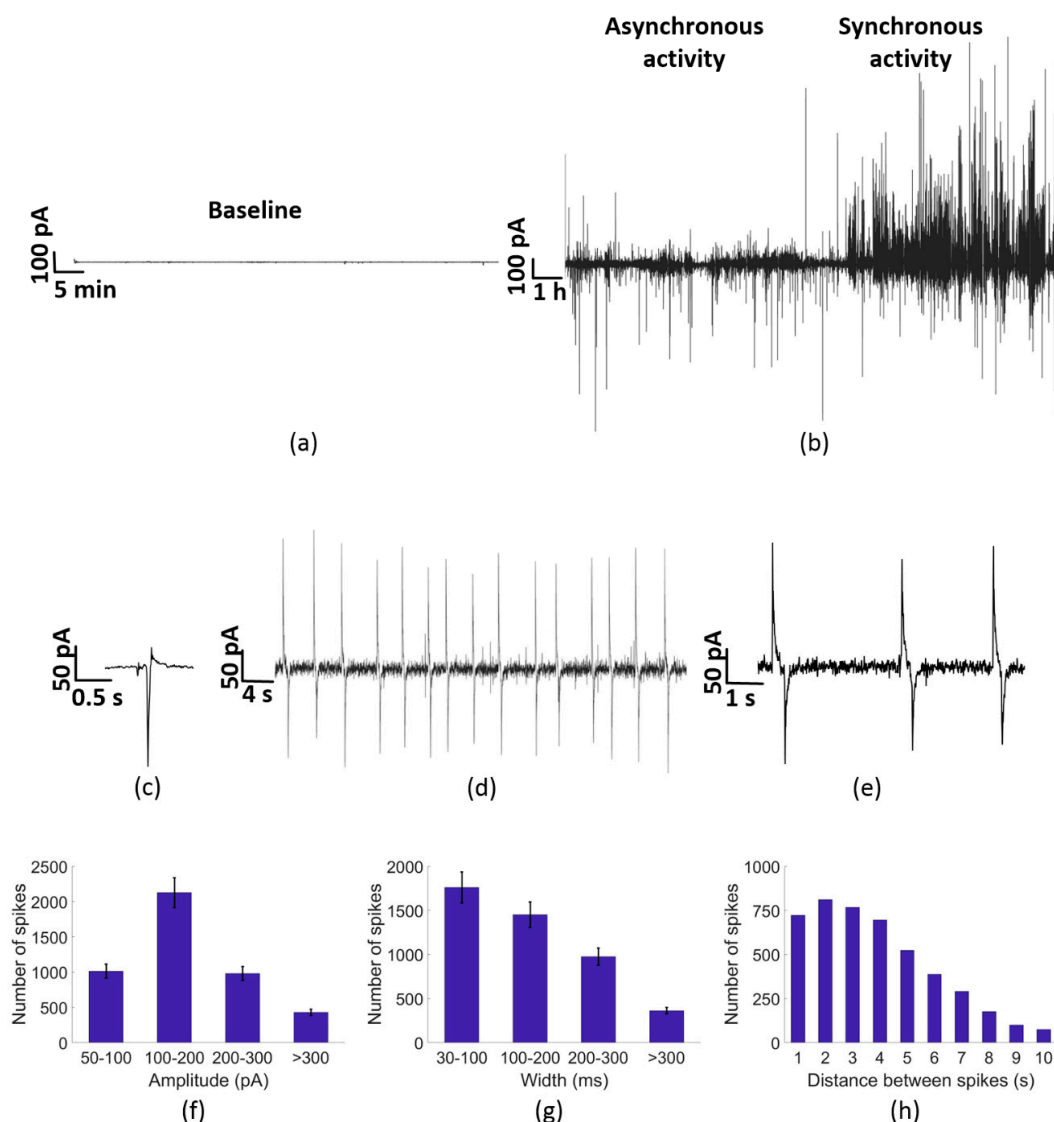 Asynchronous
activity
Synchronous
activity
Baseline
100 pA
5 min
100 pA
1 h
(a)
(b)
50 pA
0.5 s
50 pA
4 s
50 pA
1 s
(c)
(d)
(e)
Number of spikes
2500
2000
1500
1000
500
0
50-100 100-200 200-300 >300
Amplitude (pA)
(f)
Number of spikes
2000
1500
1000
500
0
30-100 100-200 200-300 >300
Width (ms)
(g)
Number of spikes
1000
750
500
250
0
1 2 3 4 5 6 7 8 9 10
Distance between spikes (s)
(h)